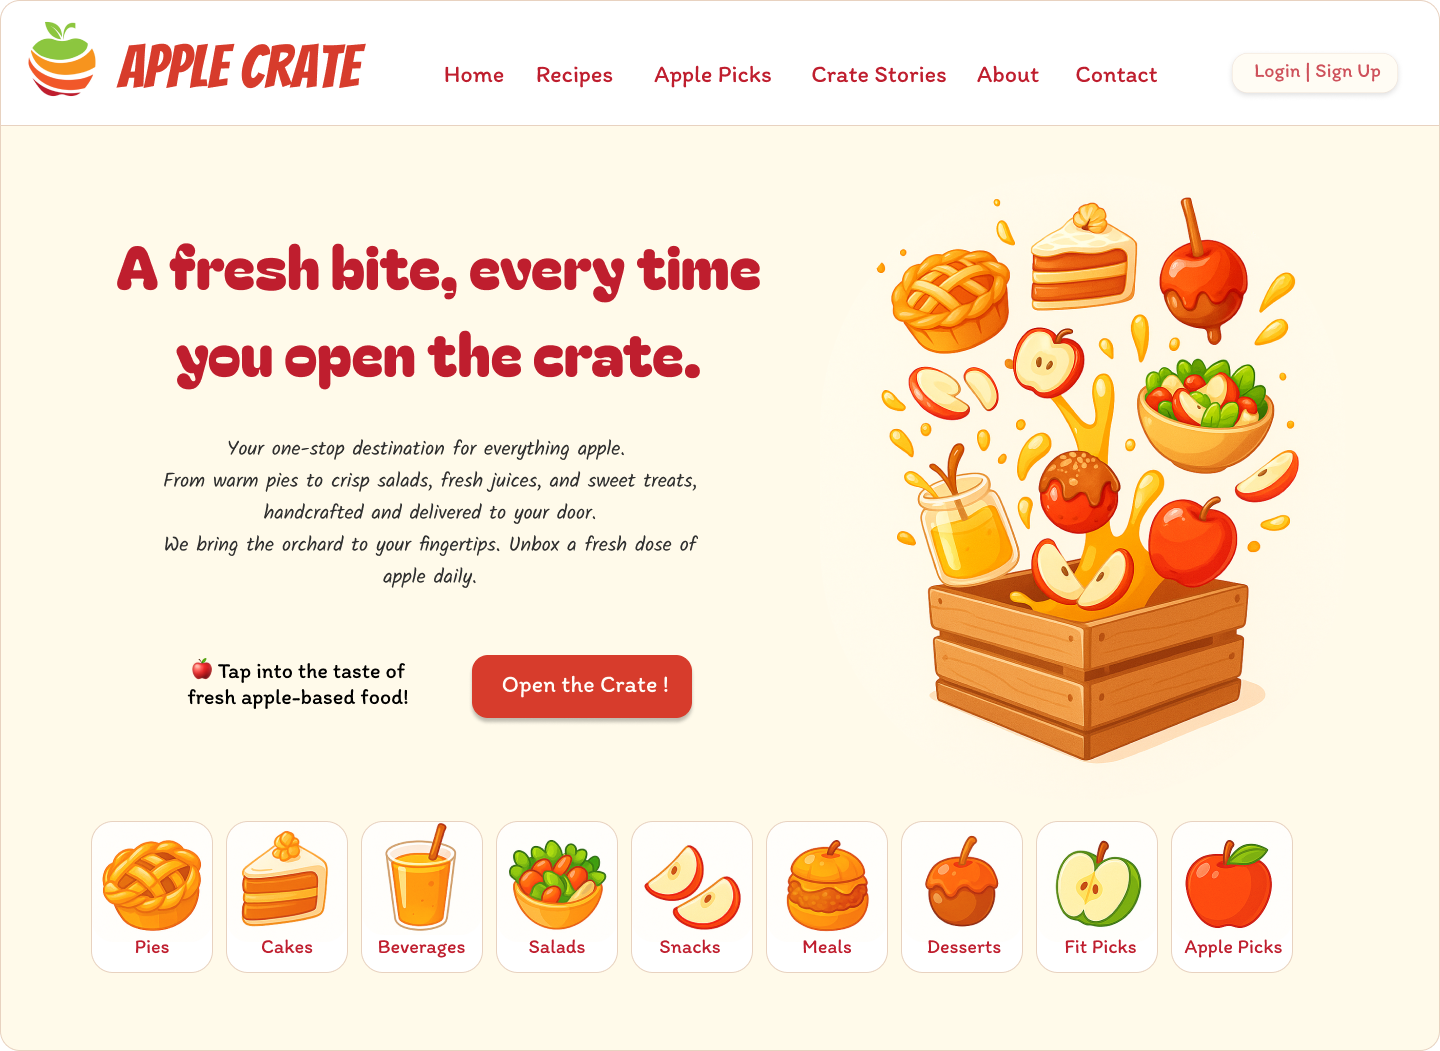 APPLE CRATE
Home Recipes Apple Picks Crate Stories About Contact
Login | Sign Up
A fresh bite, every time
you open the crate.
Your one-stop destination for everything apple.
From warm pies to crisp salads, fresh juices, and sweet treats,
handcrafted and delivered to your door.
We bring the orchard to your fingertips. Unbox a fresh dose of
apple daily.
🍎 Tap into the taste of
fresh apple-based food!
Open the Crate !
Pies Cakes Beverages Salads Snacks Meals Desserts Fit Picks Apple Picks